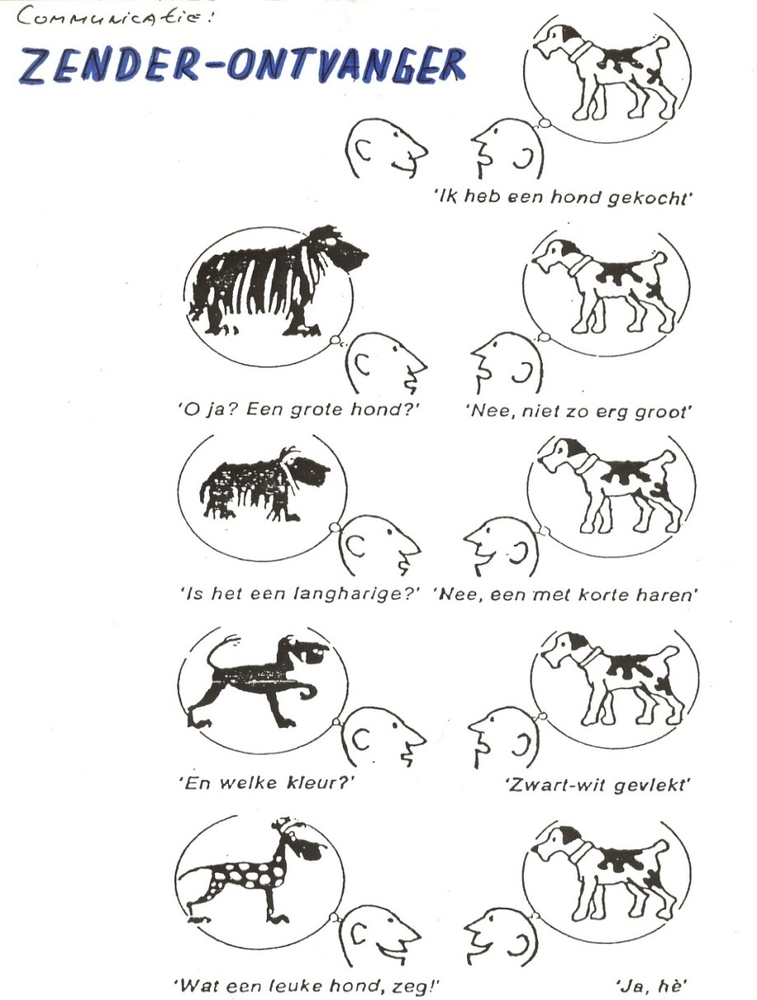 Communicatie!
ZENDER-ONTVANGER
'Ik heb een hond gekocht'
'O ja? Een grote hond?'
'Nee, niet zo erg groot'
'Is het een langharige?'
'Nee, een met korte haren'
'En welke kleur?'
'Zwart-wit gevlekt'
'Wat een leuke hond, zeg!'
'Ja, hè'